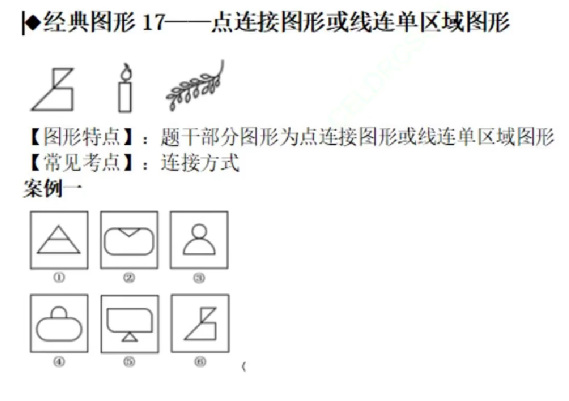 ◆经典图形 17——点连接图形或线连单区域图形
【图形特点】：题干部分图形为点连接图形或线连单区域图形
【常见考点】：连接方式
案例一
① ② ③
④ ⑤ ⑥ （